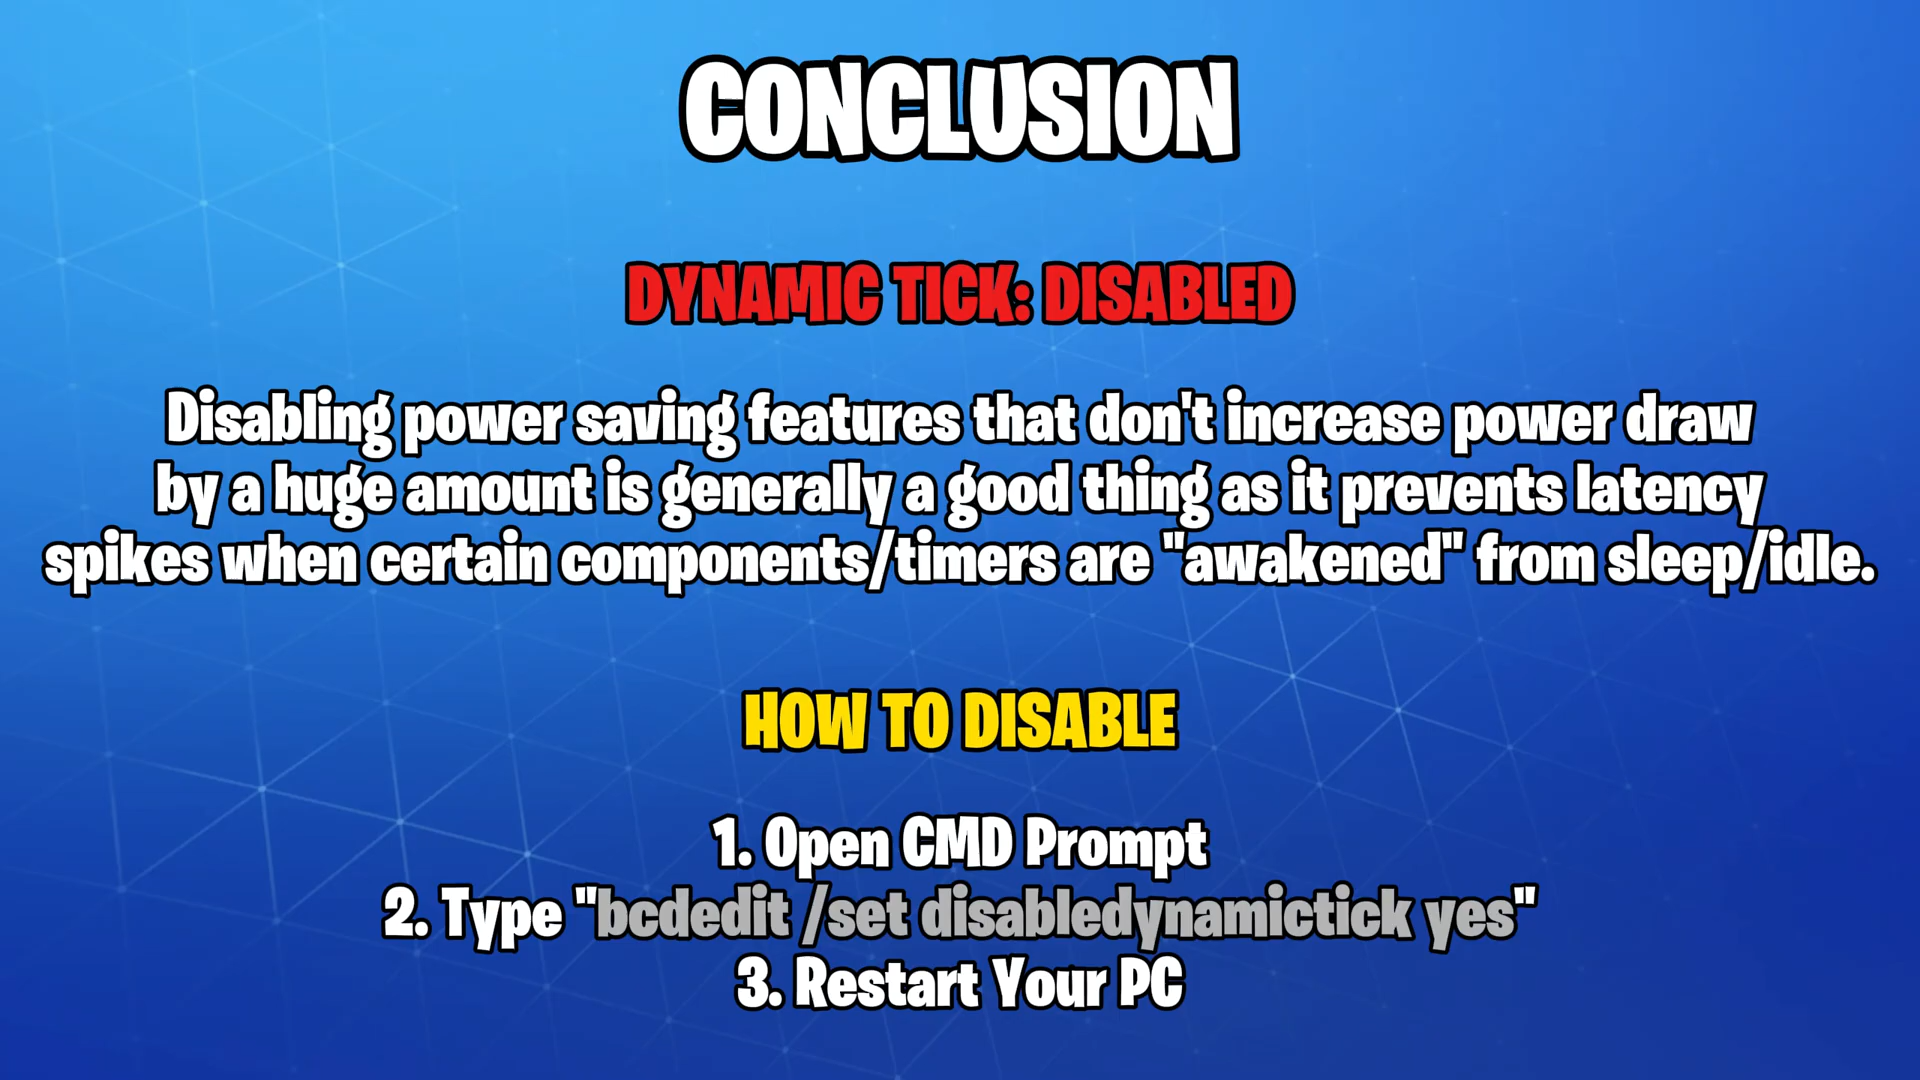 CONCLUSION
DYNAMIC TICK: DISABLED
Disabling power saving features that don't increase power draw
by a huge amount is generally a good thing as it prevents latency
spikes when certain components/timers are "awakened" from sleep/idle.
HOW TO DISABLE
1. Open CMD Prompt
2. Type "bcdedit /set disabledynamictick yes"
3. Restart Your PC